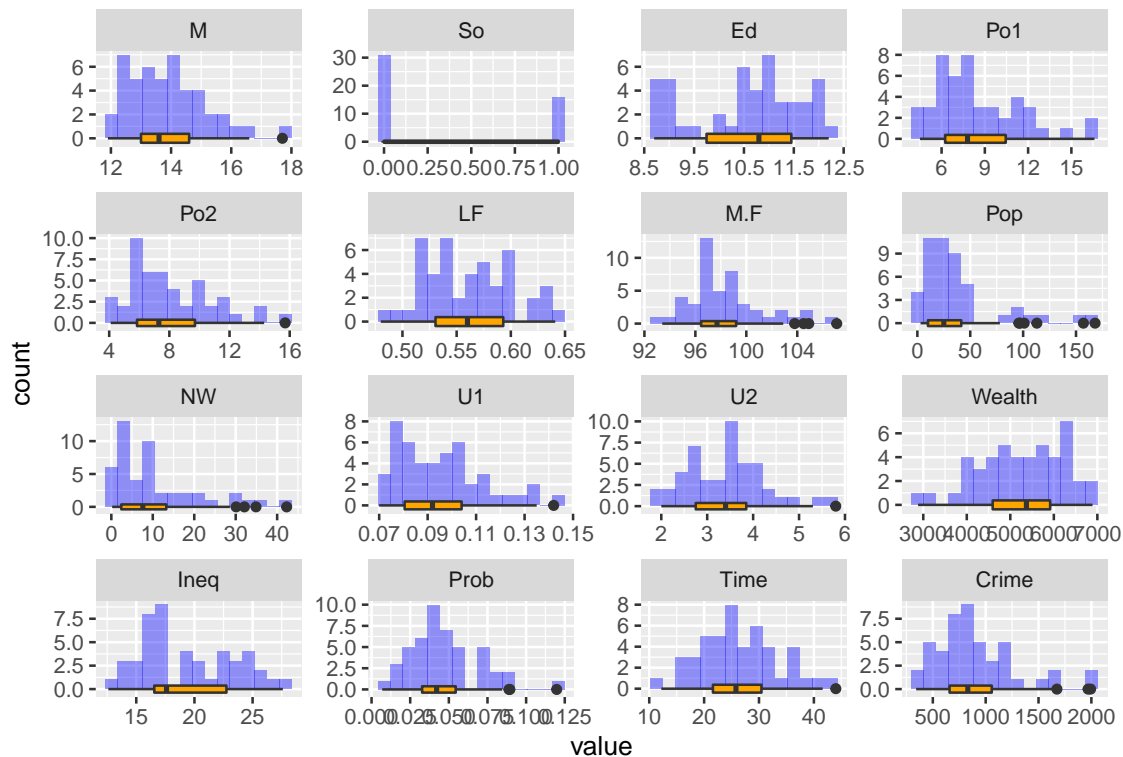 M So Ed Po1
6 4 2 0
30 20 10 0
6 4 2 0
8 6 4 2 0
12 14 16 18
0.000 0.250 0.500 0.751 1.00
8.5 9.5 10.5 11.5 12.5
6 9 12 15
Po2 LF M.F Pop
10.0 7.5 5.0 2.5 0.0
6 4 2 0
10 5 0
9 6 3 0
4 8 12 16
0.50 0.55 0.60 0.65
92 96 100 104
0 50 100 150
count
NW U1 U2 Wealth
10 5 0
8 6 4 2 0
10.0 7.5 5.0 2.5 0.0
6 4 2 0
0 10 20 30 40
0.07 0.09 0.11 0.13 0.15
2 3 4 5 6
3000 4000 5000 6000 7000
Ineq Prob Time Crime
7.5 5.0 2.5 0.0
10.0 7.5 5.0 2.5 0.0
8 6 4 2 0
7.5 5.0 2.5 0.0
15 20 25
0.000 0.025 0.050 0.075 0.100 0.125
10 20 30 40
500 1000 1500 2000
value